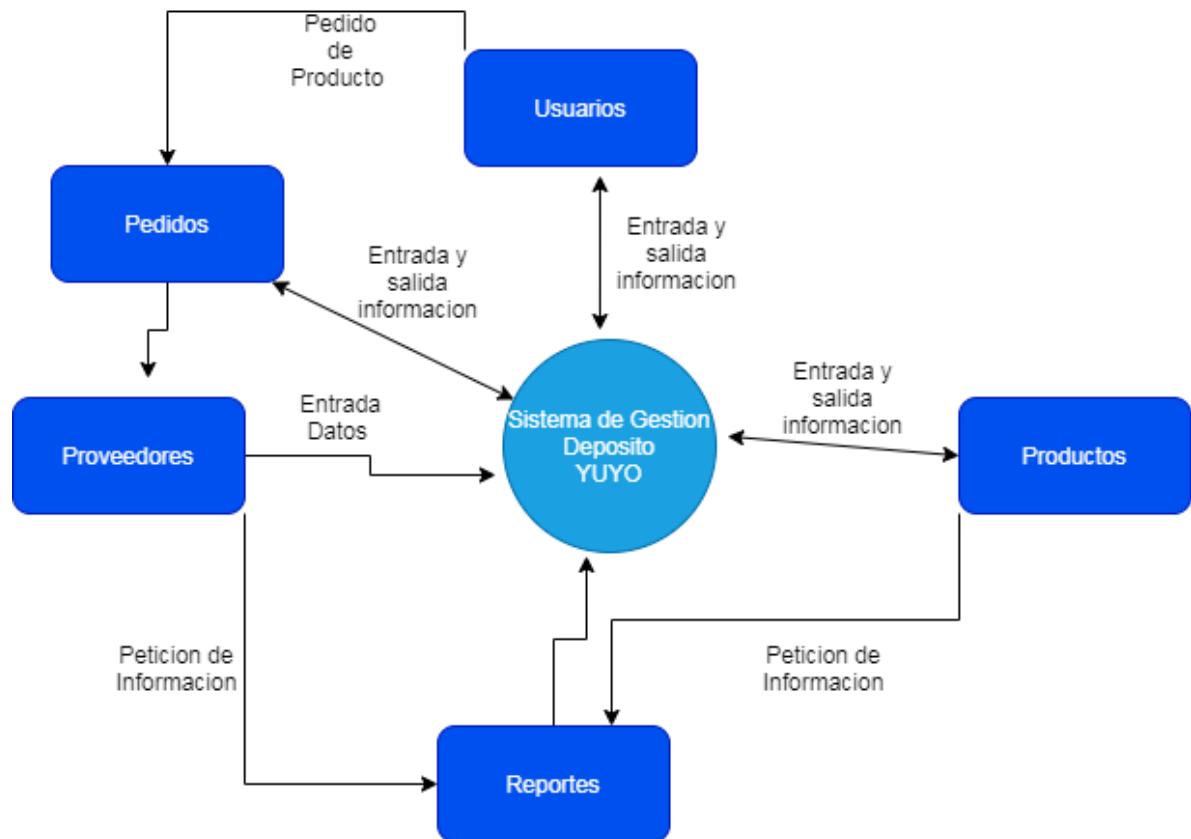 Pedido
de
Producto
Usuarios
Pedidos
Entrada y
salida
informacion
Entrada y
salida
informacion
Entrada y
salida
informacion
Entrada
Datos
Proveedores
Sistema de Gestion
Deposito
YUYO
Productos
Peticion de
Informacion
Peticion de
Informacion
Reportes